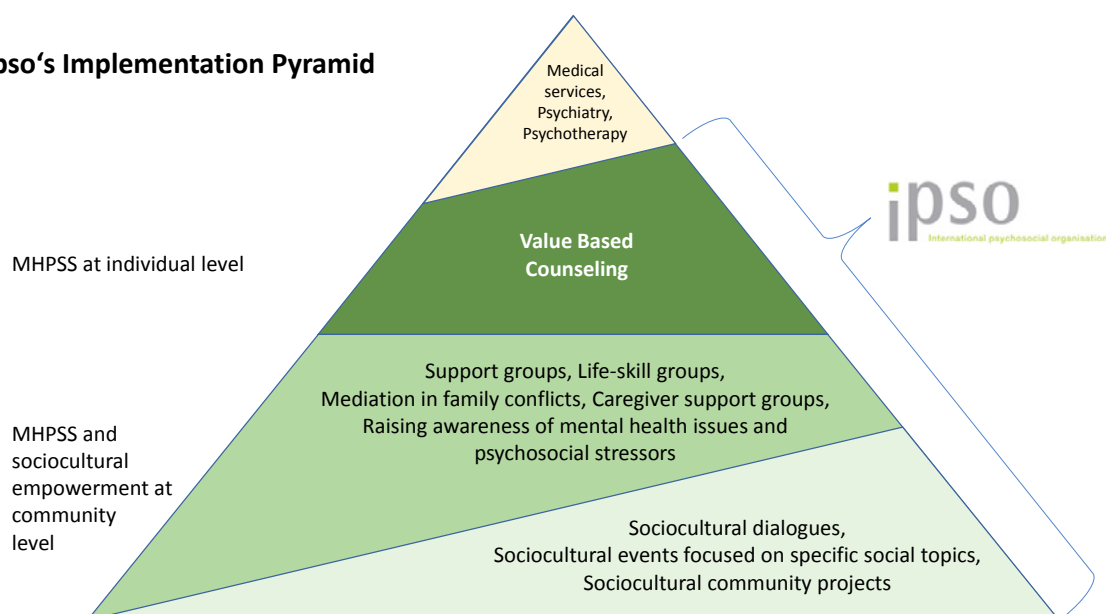 pso‘s Implementation Pyramid
Medical
services,
Psychiatry,
Psychotherapy
ipso
International psychosocial organisation
MHPSS at individual level
Value Based
Counseling
Support groups, Life-skill groups,
Mediation in family conflicts, Caregiver support groups,
Raising awareness of mental health issues and
psychosocial stressors
MHPSS and
sociocultural
empowerment at
community
level
Sociocultural dialogues,
Sociocultural events focused on specific social topics,
Sociocultural community projects